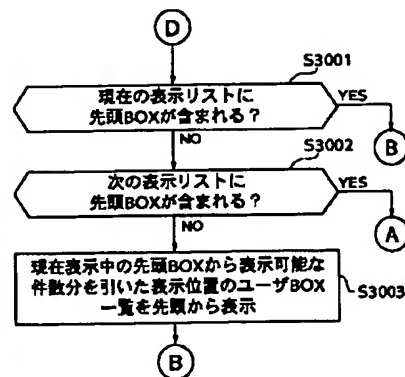 D
S3001
現在の表示リストに
先頭BOXが含まれる？
YES
B
NO
S3002
次の表示リストに
先頭BOXが含まれる？
YES
A
NO
現在表示中の先頭BOXから表示可能な
件数分を引いた表示位置のユーザBOX
一覧を先頭から表示
S3003
B